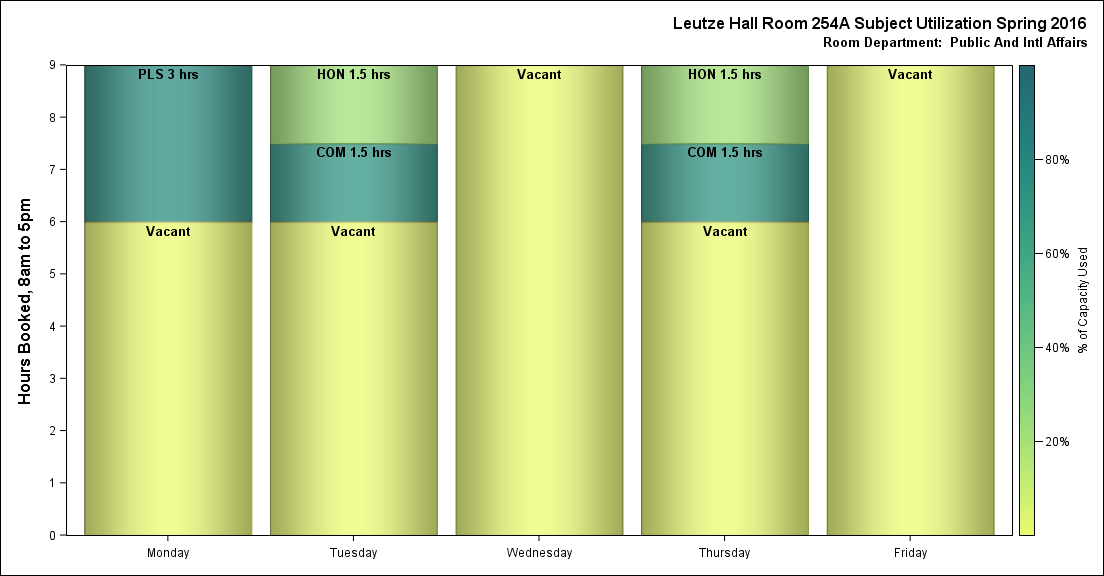 Leutze Hall Room 254A Subject Utilization Spring 2016
Room Department: Public And Intl Affairs
Hours Booked, 8am to 5pm
9
8
7
6
5
4
3
2
1
0
PLS 3 hrs
Vacant
HON 1.5 hrs
COM 1.5 hrs
Vacant
Vacant
HON 1.5 hrs
COM 1.5 hrs
Vacant
Vacant
Monday
Tuesday
Wednesday
Thursday
Friday
80%
60%
40%
20%
% of Capacity Used